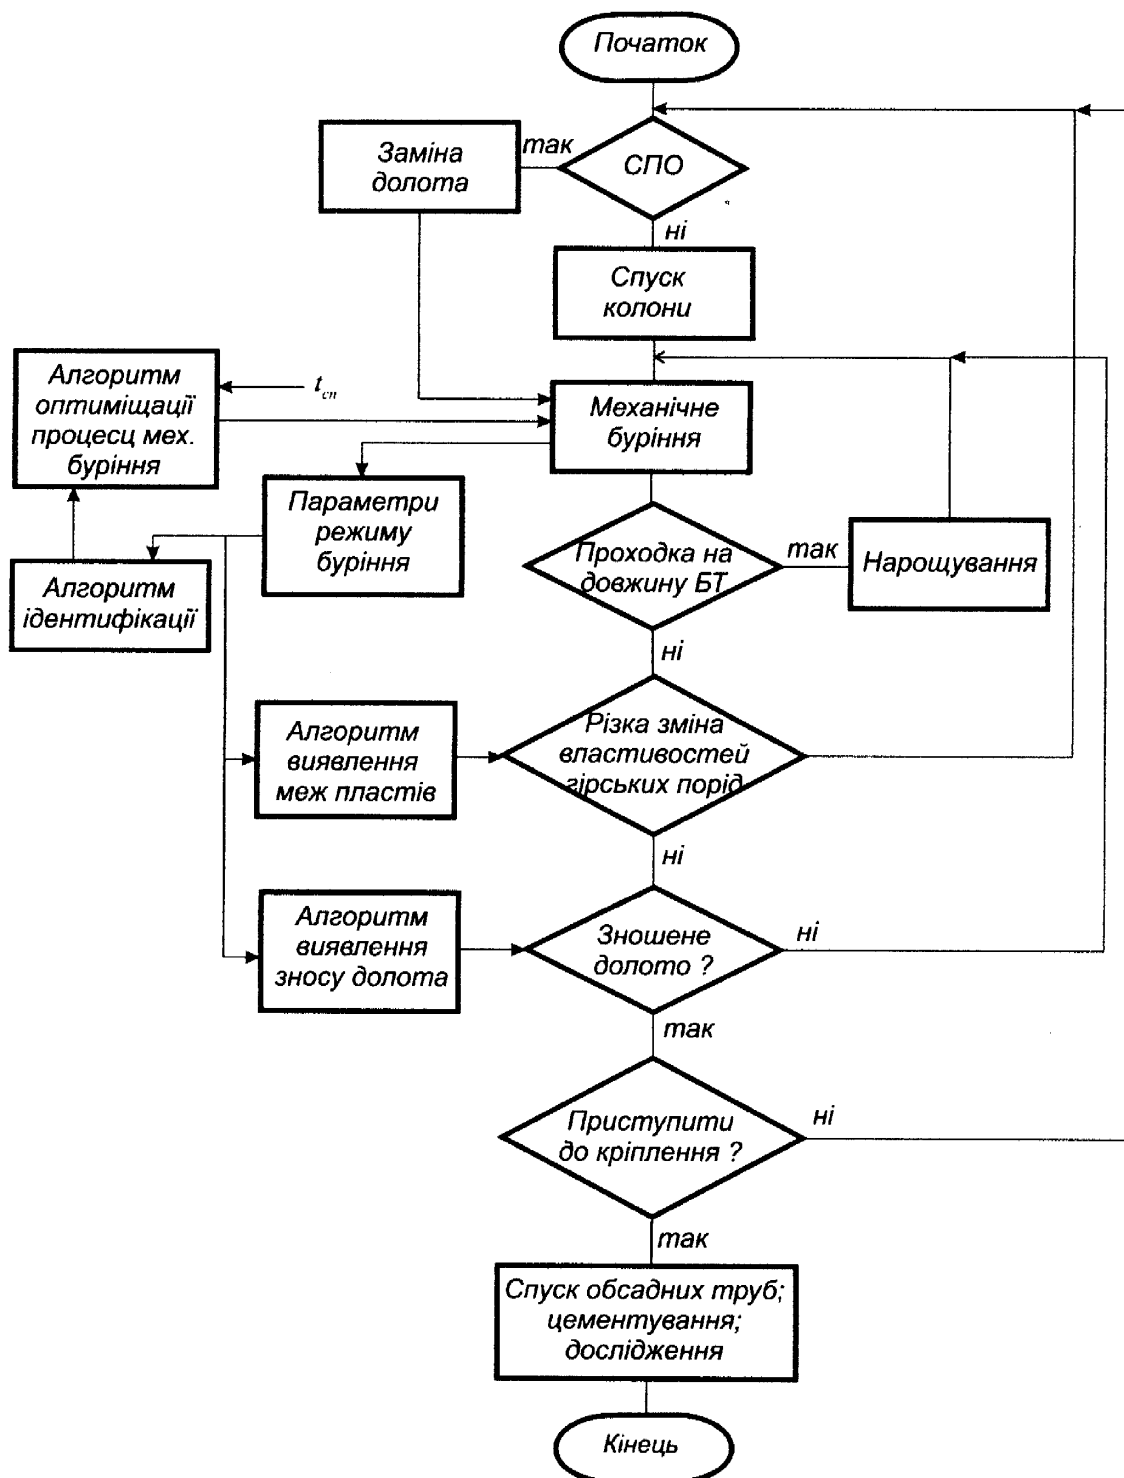 Початок
Заміна
долота
так
СПО
ні
Спуск
колони
Алгоритм
оптиміщації
процесц мех.
буріння
t_сп
Механічне
буріння
Параметри
режиму
буріння
Проходка на
довжину БТ
так
Нарощування
Алгоритм
ідентифікації
ні
Алгоритм
виявлення
меж пластів
Різка зміна
властивостей
гірських порід
ні
Алгоритм
виявлення
зносу долота
Зношене
долото ?
ні
так
Приступити
до кріплення ?
ні
так
Спуск обсадних труб;
цементування;
дослідження
Кінець